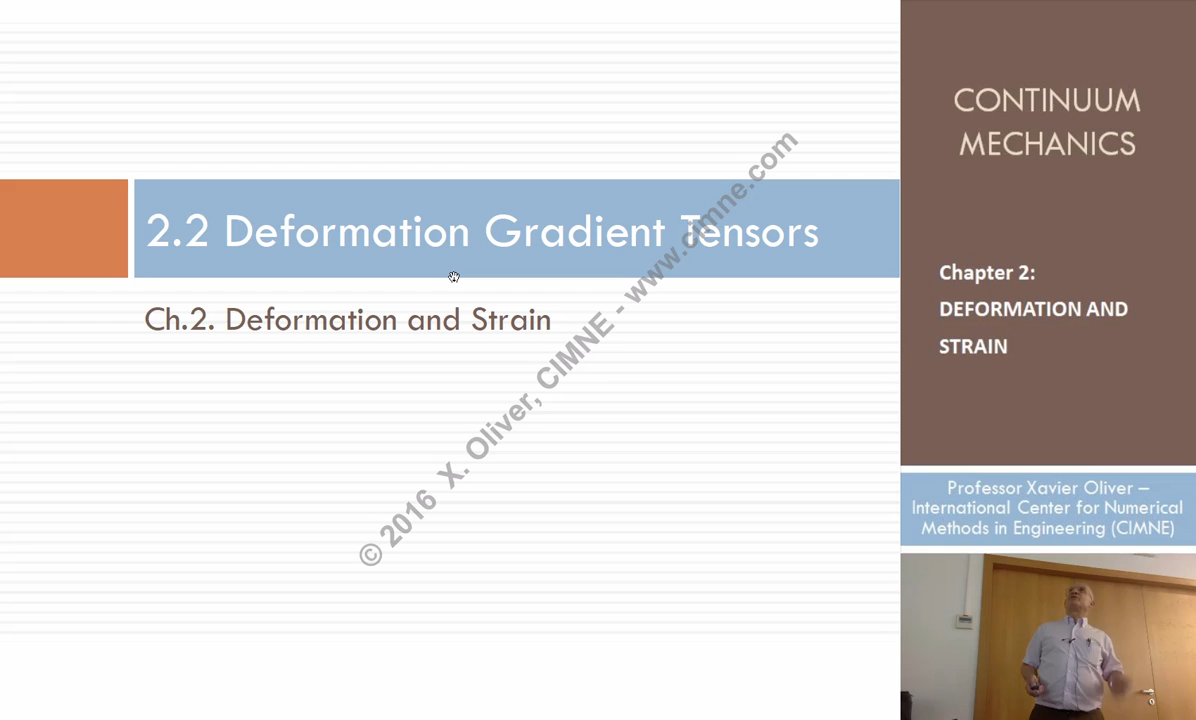 2.2 Deformation Gradient Tensors
Ch.2. Deformation and Strain
© 2016 X. Oliver, CIMNE - www.cimne.com
CONTINUUM
MECHANICS
Chapter 2:
DEFORMATION AND
STRAIN
Professor Xavier Oliver –
International Center for Numerical
Methods in Engineering (CIMNE)